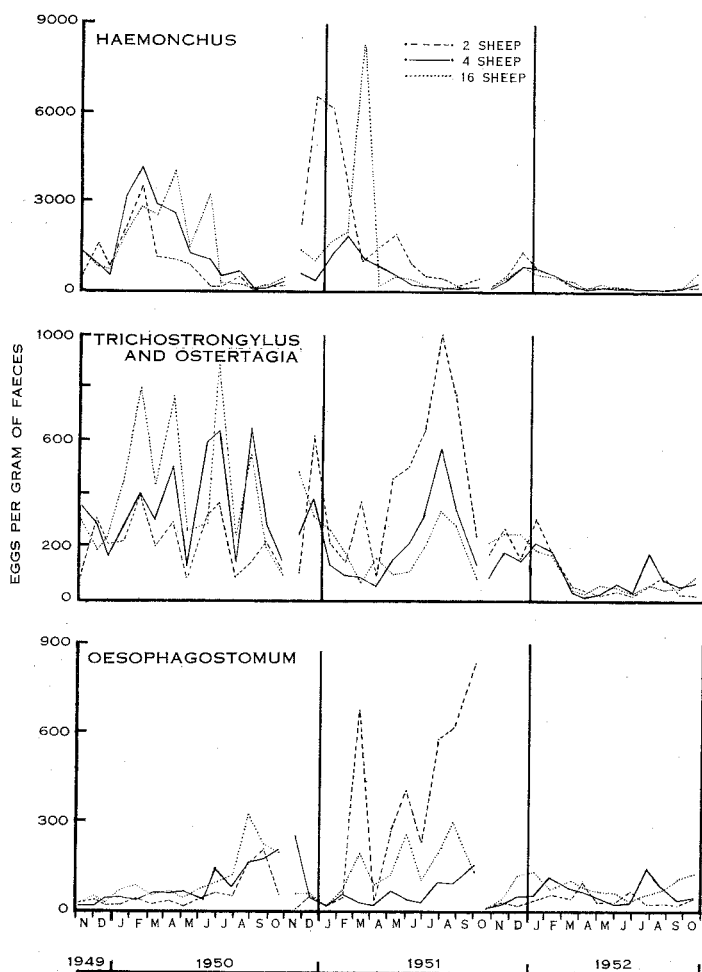 9000
HAEMONCHUS
2 SHEEP
4 SHEEP
16 SHEEP
6000
3000
0
EGGS PER GRAM OF FAECES
1000
TRICHOSTRONGYLUS
AND OSTERTAGIA
600
200
0
900
OESOPHAGOSTOMUM
600
300
0
N D J F M A M J J A S O N D J F M A M J J A S O N D J F M A M J J A S O
1949 1950 1951 1952